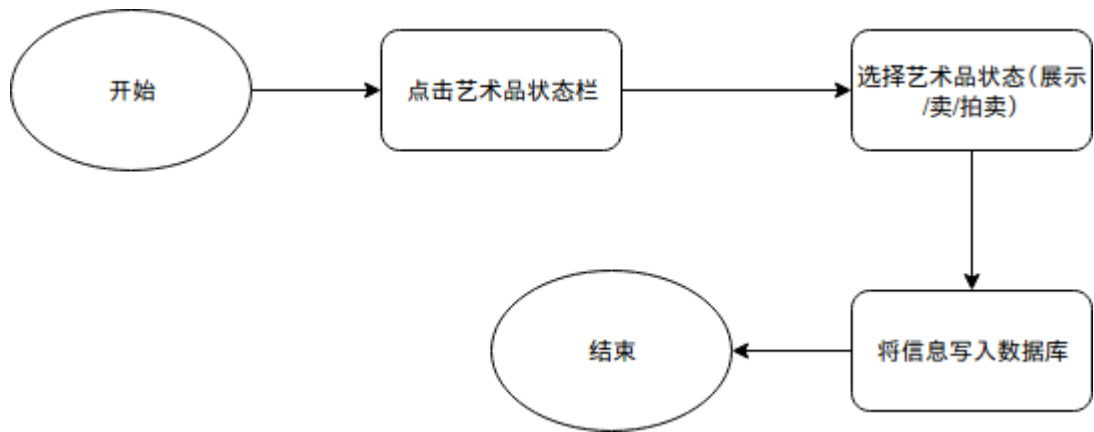 开始
点击艺术品状态栏
选择艺术品状态（展示
/卖/拍卖）
将信息写入数据库
结束